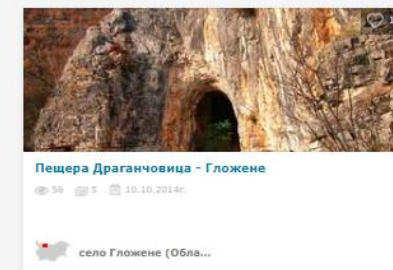 Пещера Драганчовица - Гложене
56 5 10.10.2014г.
село Гложене (Обла...